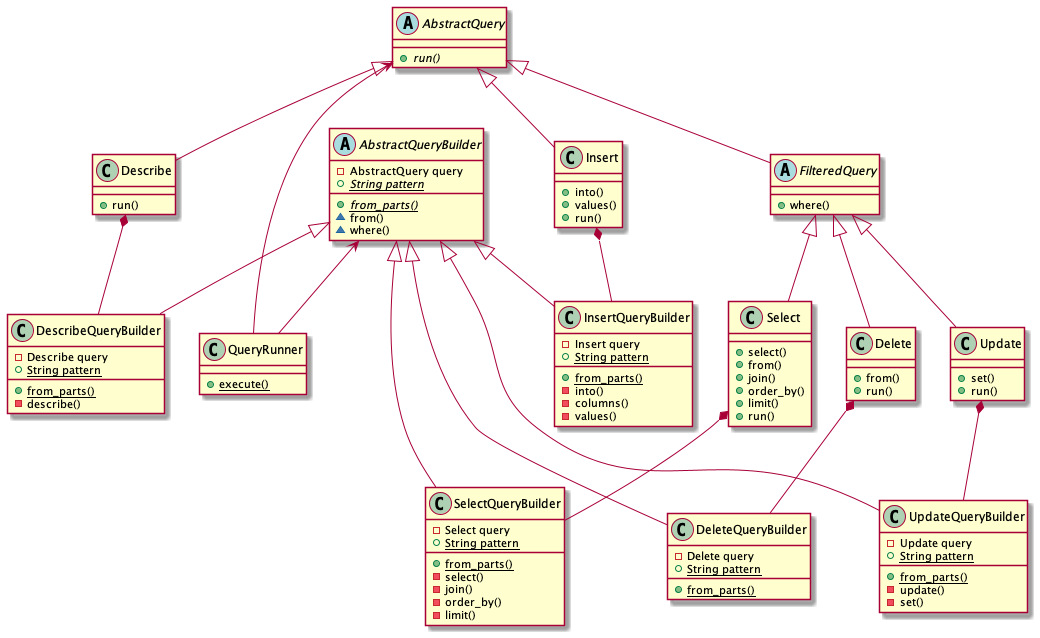 A AbstractQuery
run()
C Describe
run()
A AbstractQueryBuilder
AbstractQuery query
String pattern
from_parts()
from()
where()
C Insert
into()
values()
run()
A FilteredQuery
where()
C DescribeQueryBuilder
Describe query
String pattern
from_parts()
describe()
C QueryRunner
execute()
C InsertQueryBuilder
Insert query
String pattern
from_parts()
into()
columns()
values()
C Select
select()
from()
join()
order_by()
limit()
run()
C Delete
from()
run()
C Update
set()
run()
C SelectQueryBuilder
Select query
String pattern
from_parts()
select()
join()
order_by()
limit()
C DeleteQueryBuilder
Delete query
String pattern
from_parts()
C UpdateQueryBuilder
Update query
String pattern
from_parts()
update()
set()